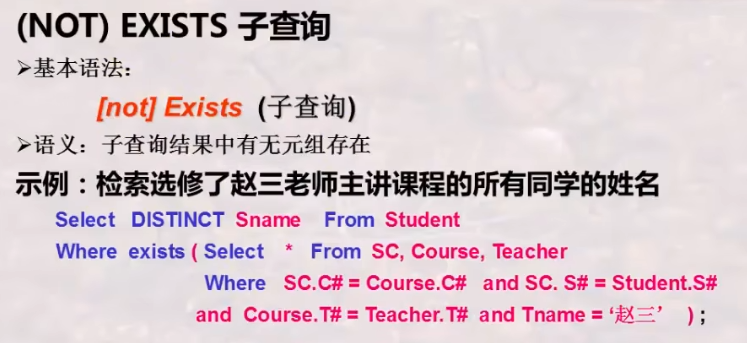 (NOT) EXISTS 子查询
➢基本语法：
[not] Exists (子查询)
➢语义：子查询结果中有无元组存在
示例：检索选修了赵三老师主讲课程的所有同学的姓名
Select DISTINCT Sname From Student
Where exists ( Select * From SC, Course, Teacher
Where SC.C# = Course.C# and SC. S# = Student.S#
and Course.T# = Teacher.T# and Tname = ‘赵三’ ) ;